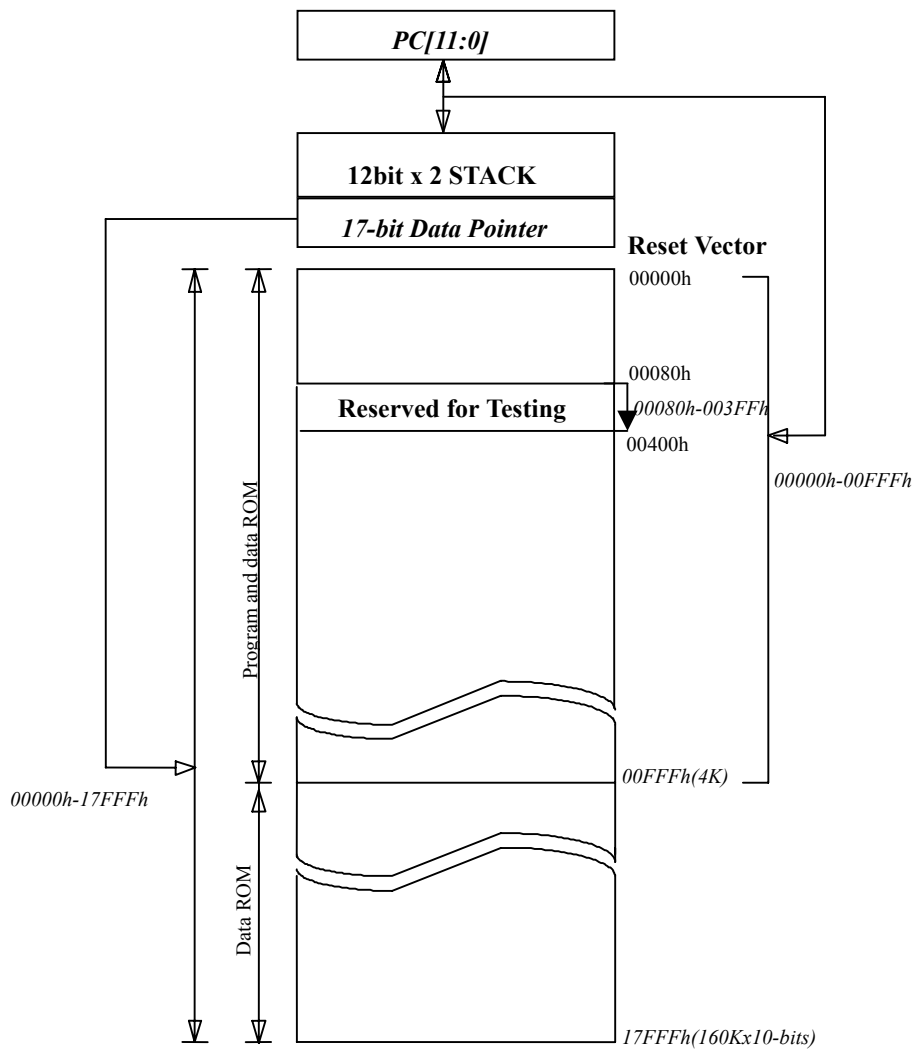 PC[11:0]
12bit x 2 STACK
17-bit Data Pointer
Reset Vector
00000h
00080h
Reserved for Testing
00080h-003FFh
00400h
00000h-00FFFh
Program and data ROM
00FFFh(4K)
00000h-17FFFh
Data ROM
17FFFh(160Kx10-bits)